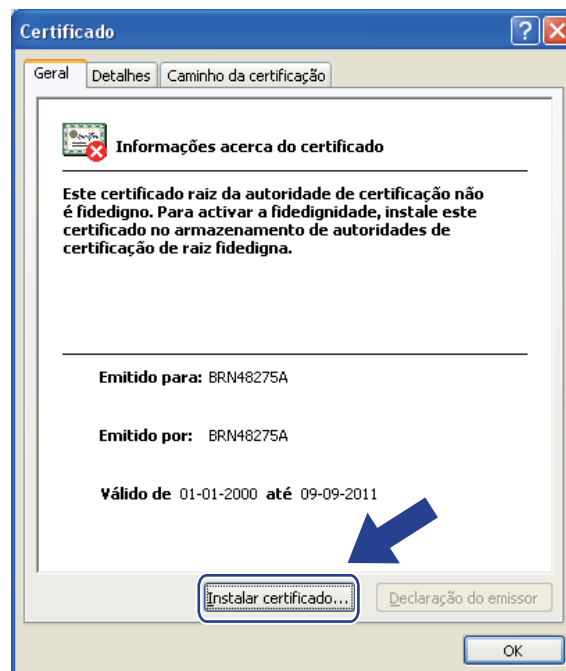 Certificado
Geral Detalhes Caminho da certificação
Informações acerca do certificado
Este certificado raiz da autoridade de certificação não
é fidedigno. Para activar a fidedignidade, instale este
certificado no armazenamento de autoridades de
certificação de raiz fidedigna.
Emitido para: BRN48275A
Emitido por: BRN48275A
Válido de 01-01-2000 até 09-09-2011
Instalar certificado... Declaração do emissor
OK